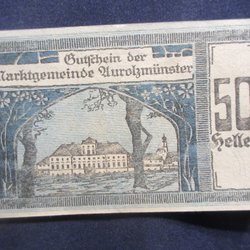 Gutschein der
Marktgemeinde Aurolzmünster
50
Heller